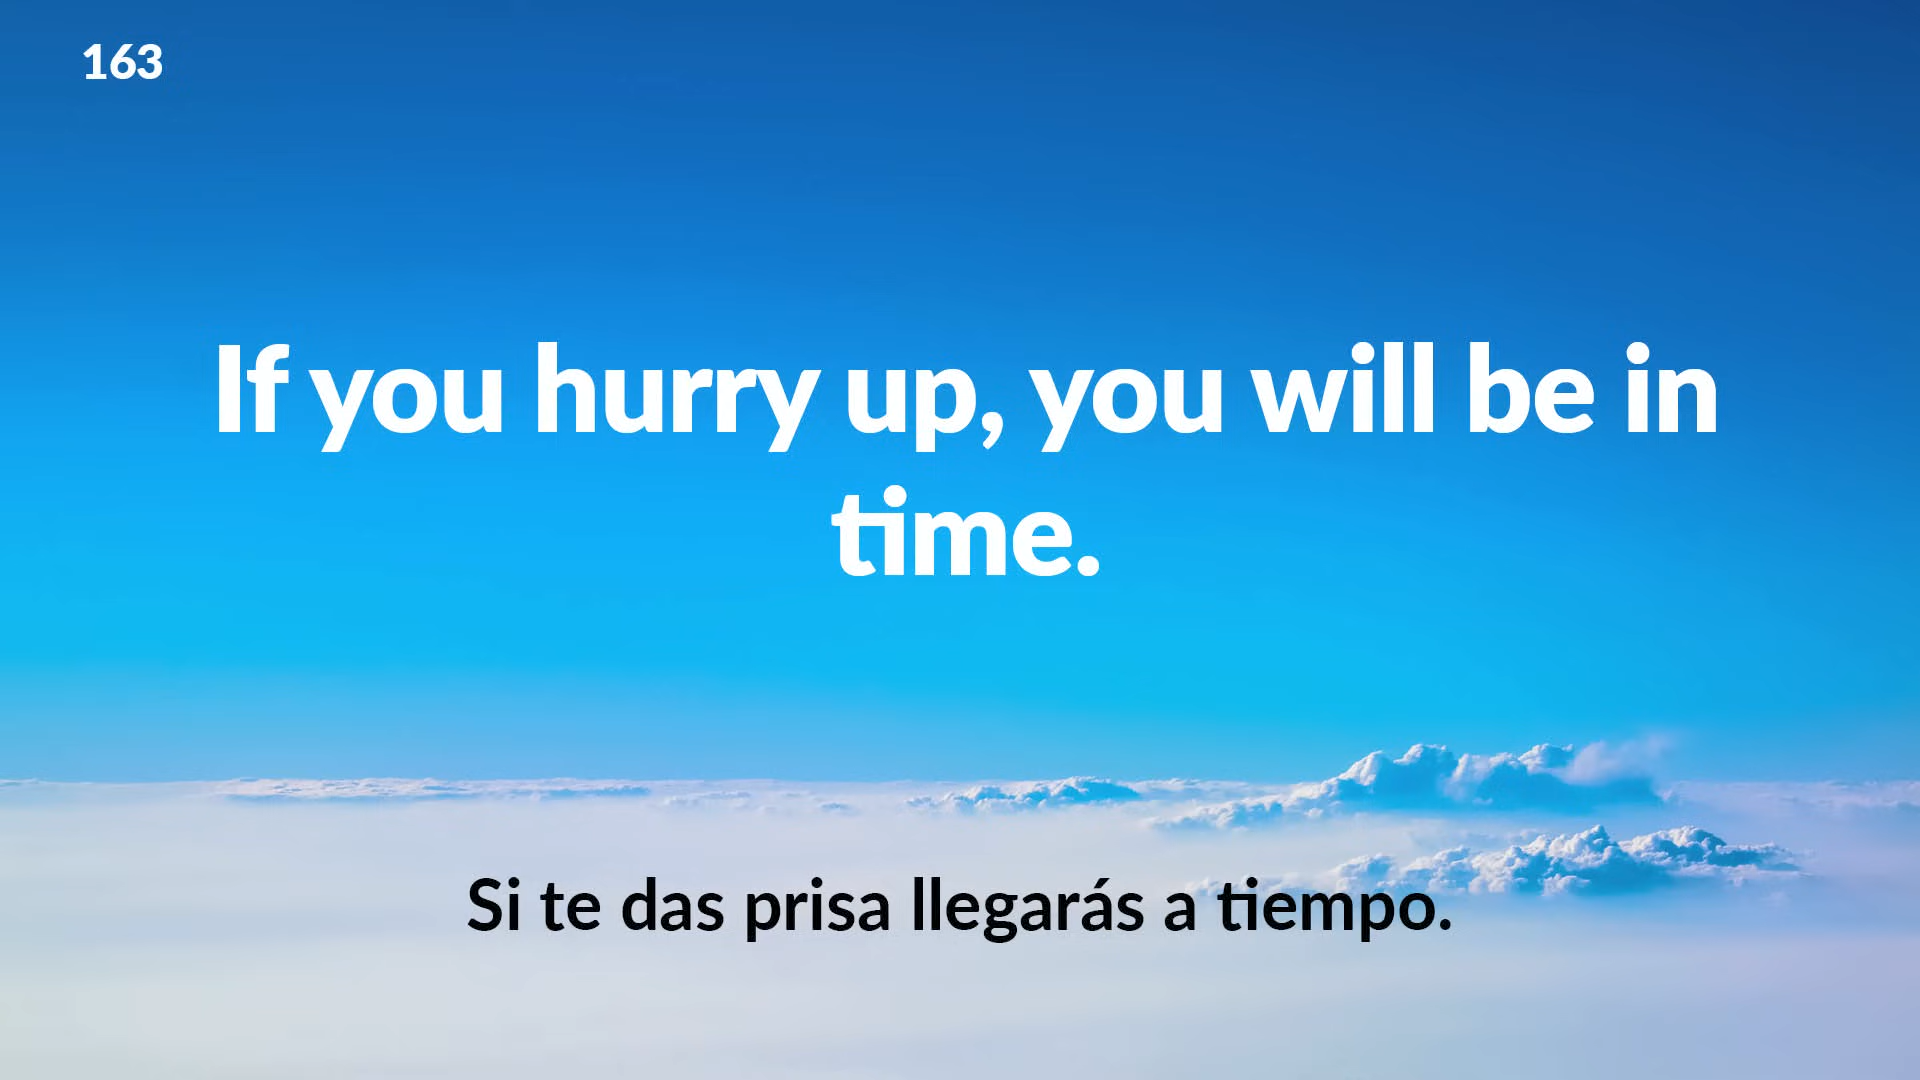 163
If you hurry up, you will be in
time.
Si te das prisa llegarás a tiempo.